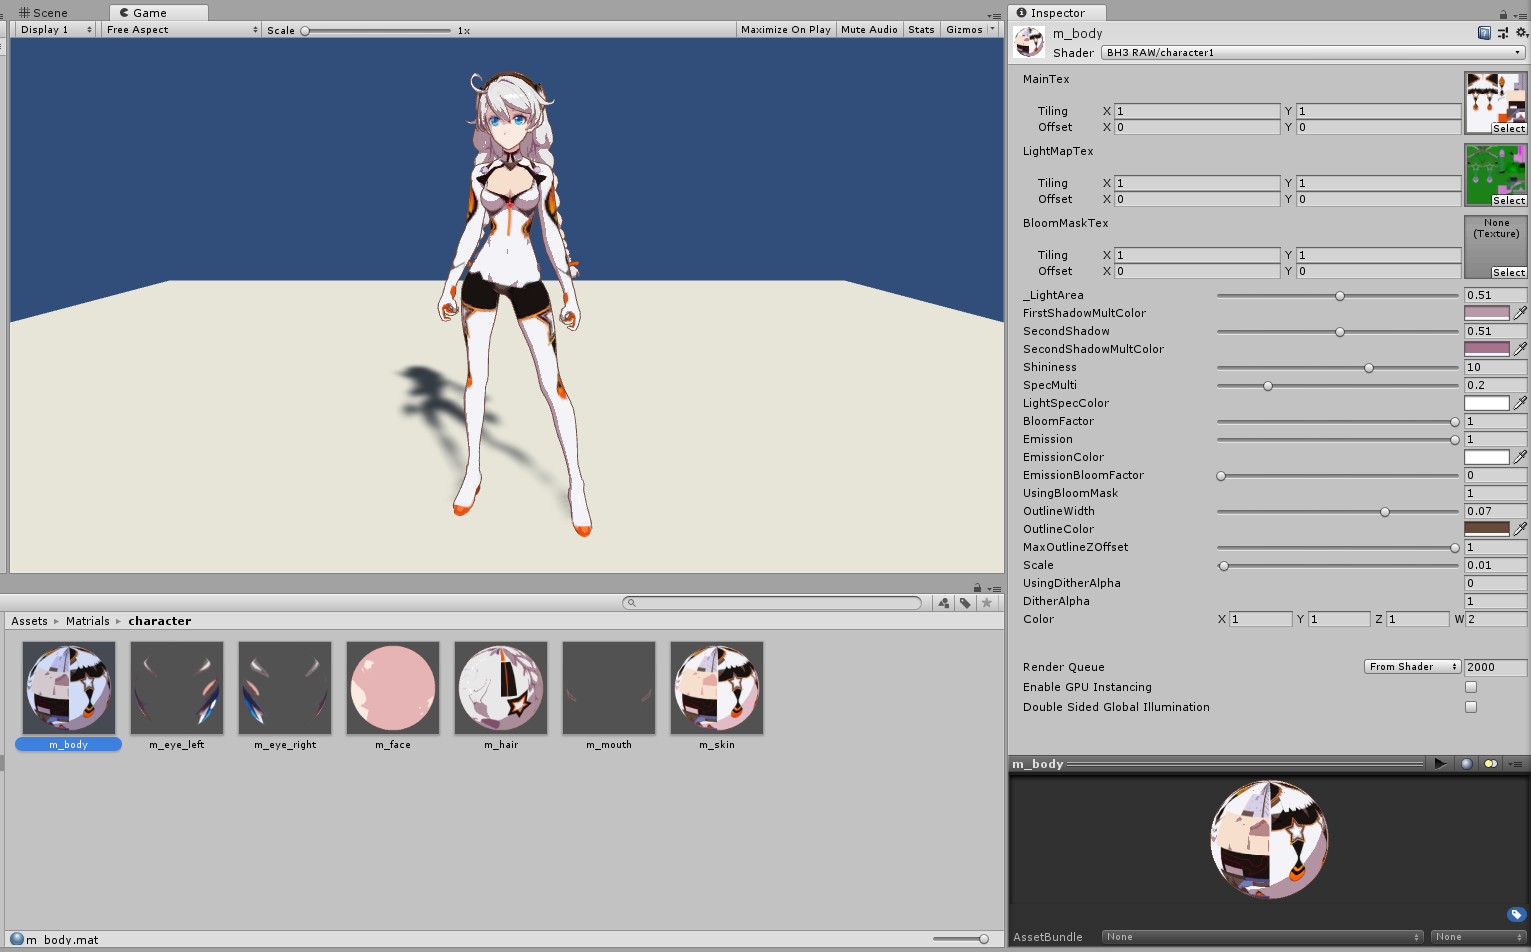 Scene
Game
Display 1
Free Aspect
Scale
1x
Maximize On Play
Mute Audio
Stats
Gizmos
Inspector
m_body
Shader
BH3 RAW/character1
MainTex
Tiling X 1 Y 1
Offset X 0 Y 0
Select
LightMapTex
Tiling X 1 Y 1
Offset X 0 Y 0
Select
BloomMaskTex
None
(Texture)
Tiling X 1 Y 1
Offset X 0 Y 0
Select
_LightArea 0.51
FirstShadowMultColor
SecondShadow 0.51
SecondShadowMultColor
Shininess 10
SpecMulti 0.2
LightSpecColor
BloomFactor 1
Emission 1
EmissionColor
EmissionBloomFactor 0
UsingBloomMask 1
OutlineWidth 0.07
OutlineColor
MaxOutlineZOffset 1
Scale 0.01
UsingDitherAlpha 0
DitherAlpha 1
Color X 1 Y 1 Z 1 W 2
Render Queue From Shader 2000
Enable GPU Instancing
Double Sided Global Illumination
m_body
AssetBundle None None
Assets ▸ Matrials ▸ character
m_body
m_eye_left
m_eye_right
m_face
m_hair
m_mouth
m_skin
m_body.mat